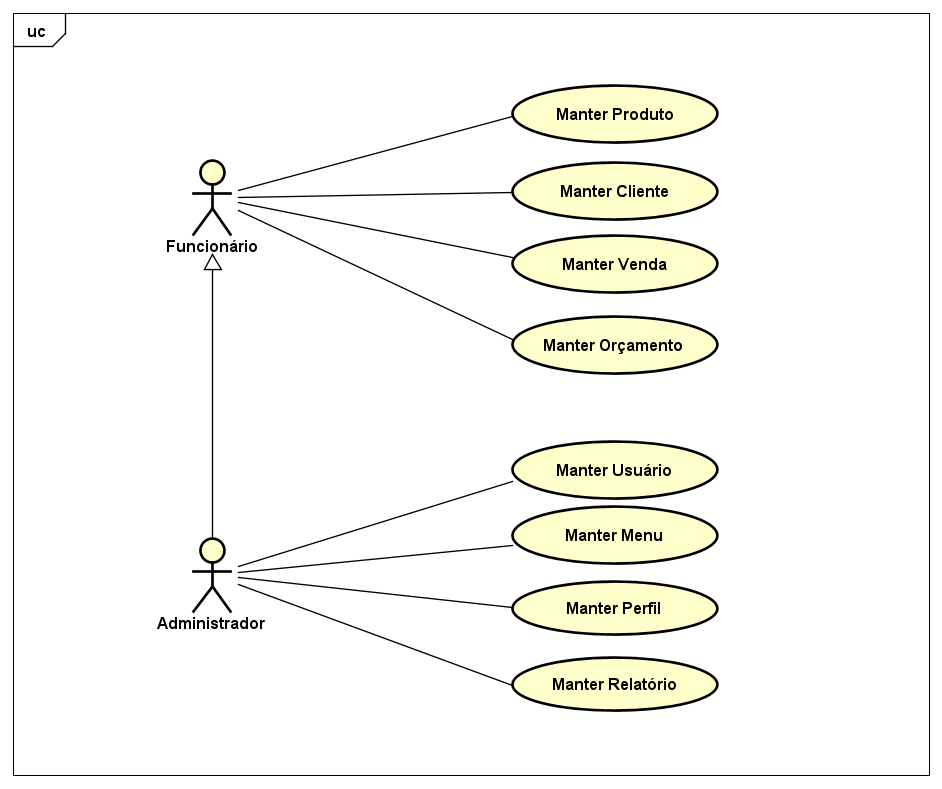 uc
Manter Produto
Manter Cliente
Funcionário
Manter Venda
Manter Orçamento
Manter Usuário
Manter Menu
Manter Perfil
Administrador
Manter Relatório